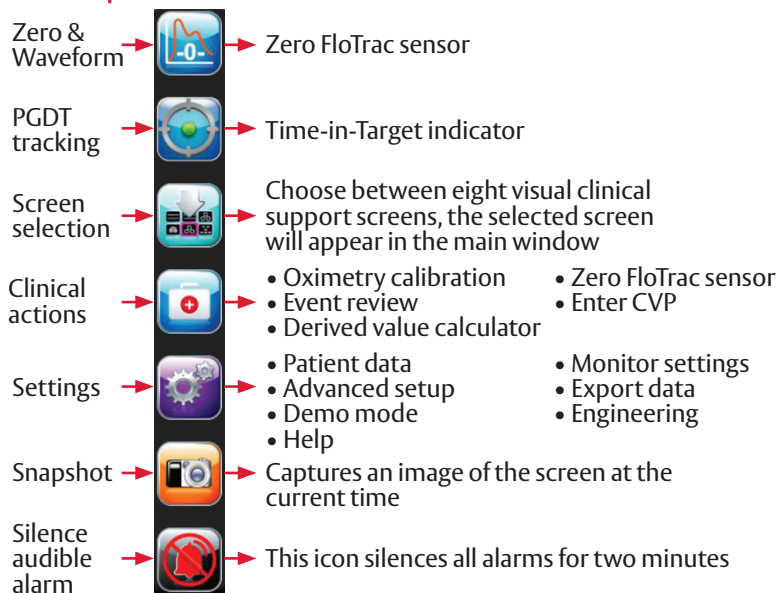 Zero &
Waveform
-0-
Zero FloTrac sensor
PGDT
tracking
Time-in-Target indicator
Screen
selection
Choose between eight visual clinical
support screens, the selected screen
will appear in the main window
Clinical
actions
• Oximetry calibration
• Event review
• Derived value calculator
• Zero FloTrac sensor
• Enter CVP
Settings
• Patient data
• Advanced setup
• Demo mode
• Help
• Monitor settings
• Export data
• Engineering
Snapshot
Captures an image of the screen at the
current time
Silence
audible
alarm
This icon silences all alarms for two minutes